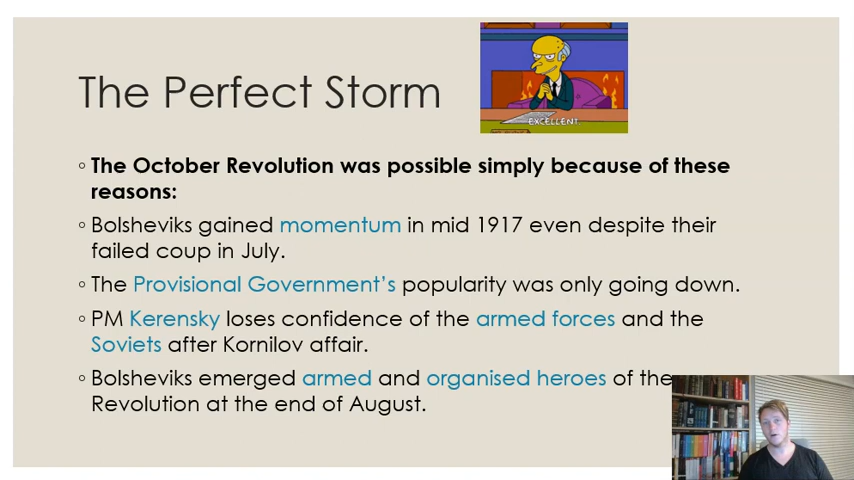 The Perfect Storm
EXCELLENT.
The October Revolution was possible simply because of these
reasons:
Bolsheviks gained momentum in mid 1917 even despite their
failed coup in July.
The Provisional Government's popularity was only going down.
PM Kerensky loses confidence of the armed forces and the
Soviets after Kornilov affair.
Bolsheviks emerged armed and organised heroes of the
Revolution at the end of August.